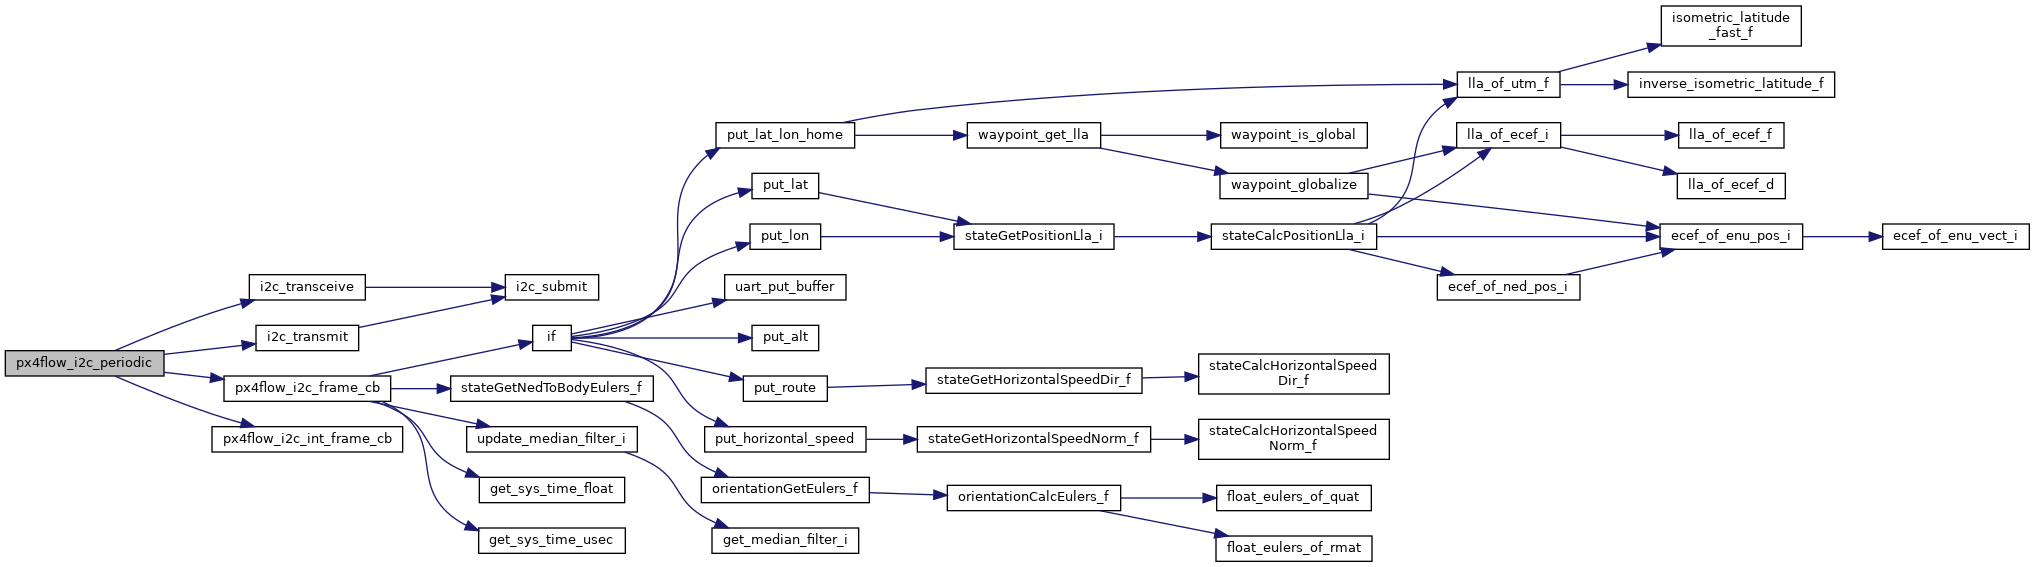 px4flow_i2c_periodic
i2c_transceive
i2c_submit
i2c_transmit
px4flow_i2c_frame_cb
if
put_lat_lon_home
lla_of_utm_f
isometric_latitude
_fast_f
inverse_isometric_latitude_f
waypoint_get_lla
waypoint_is_global
waypoint_globalize
lla_of_ecef_i
lla_of_ecef_f
lla_of_ecef_d
ecef_of_enu_pos_i
ecef_of_enu_vect_i
put_lat
stateGetPositionLla_i
stateCalcPositionLla_i
ecef_of_ned_pos_i
put_lon
uart_put_buffer
put_alt
put_route
stateGetHorizontalSpeedDir_f
stateCalcHorizontalSpeed
Dir_f
put_horizontal_speed
stateGetHorizontalSpeedNorm_f
stateCalcHorizontalSpeed
Norm_f
stateGetNedToBodyEulers_f
orientationGetEulers_f
orientationCalcEulers_f
float_eulers_of_quat
float_eulers_of_rmat
update_median_filter_i
get_median_filter_i
get_sys_time_float
get_sys_time_usec
px4flow_i2c_int_frame_cb